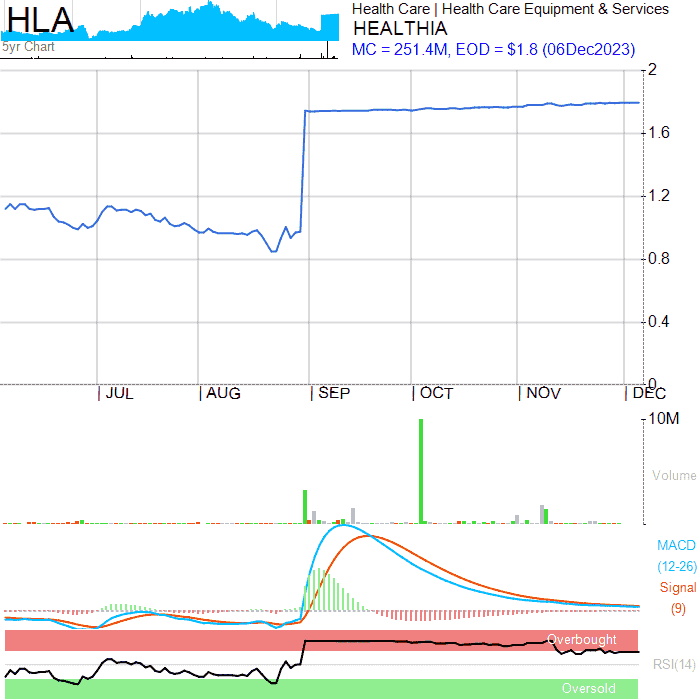 HLA
5yr Chart
Health Care | Health Care Equipment & Services
HEALTHIA
MC = 251.4M, EOD = $1.8 (06Dec2023)
2
1.6
1.2
0.8
0.4
0
| JUL
| AUG
| SEP
| OCT
| NOV
| DEC
10M
Volume
MACD
(12-26)
Signal
(9)
Overbought
RSI(14)
Oversold